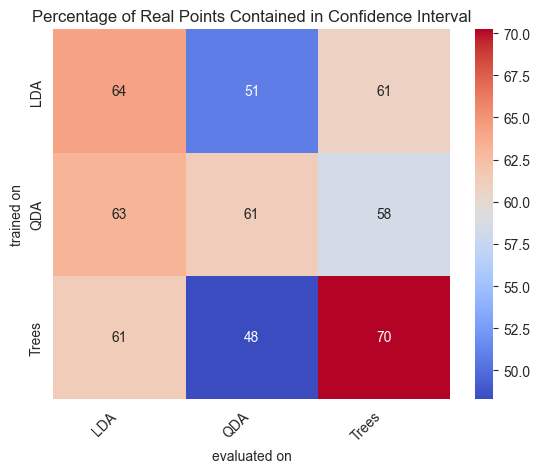 Percentage of Real Points Contained in Confidence Interval
trained on
LDA
64 51 61
QDA
63 61 58
Trees
61 48 70
LDA QDA Trees
evaluated on
70.0
67.5
65.0
62.5
60.0
57.5
55.0
52.5
50.0